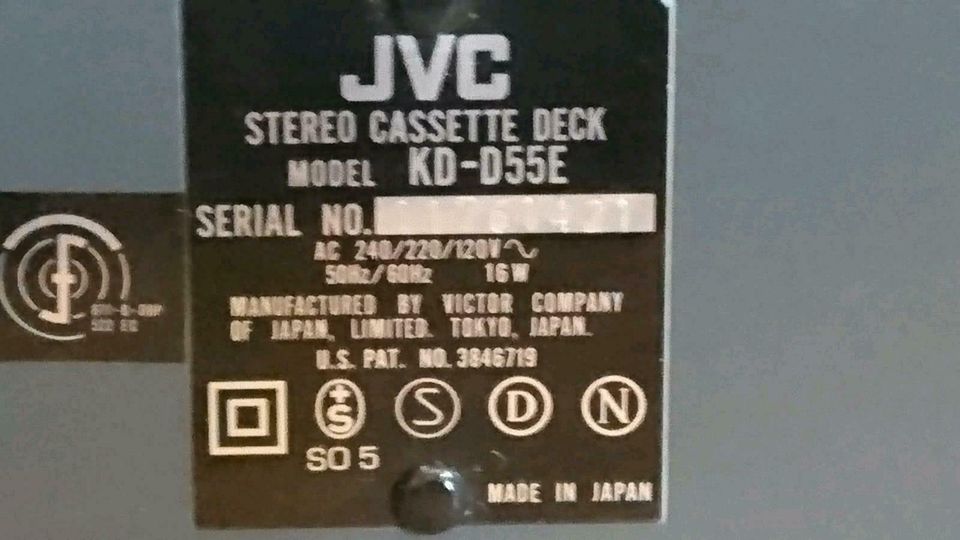 JVC
STEREO CASSETTE DECK
MODEL KD-D55E
SERIAL NO.
AC 240/220/120V
50Hz/60Hz 16W
MANUFACTURED BY VICTOR COMPANY
OF JAPAN, LIMITED. TOKYO, JAPAN.
U.S. PAT. NO. 3846719
S S D N
SO 5
MADE IN JAPAN